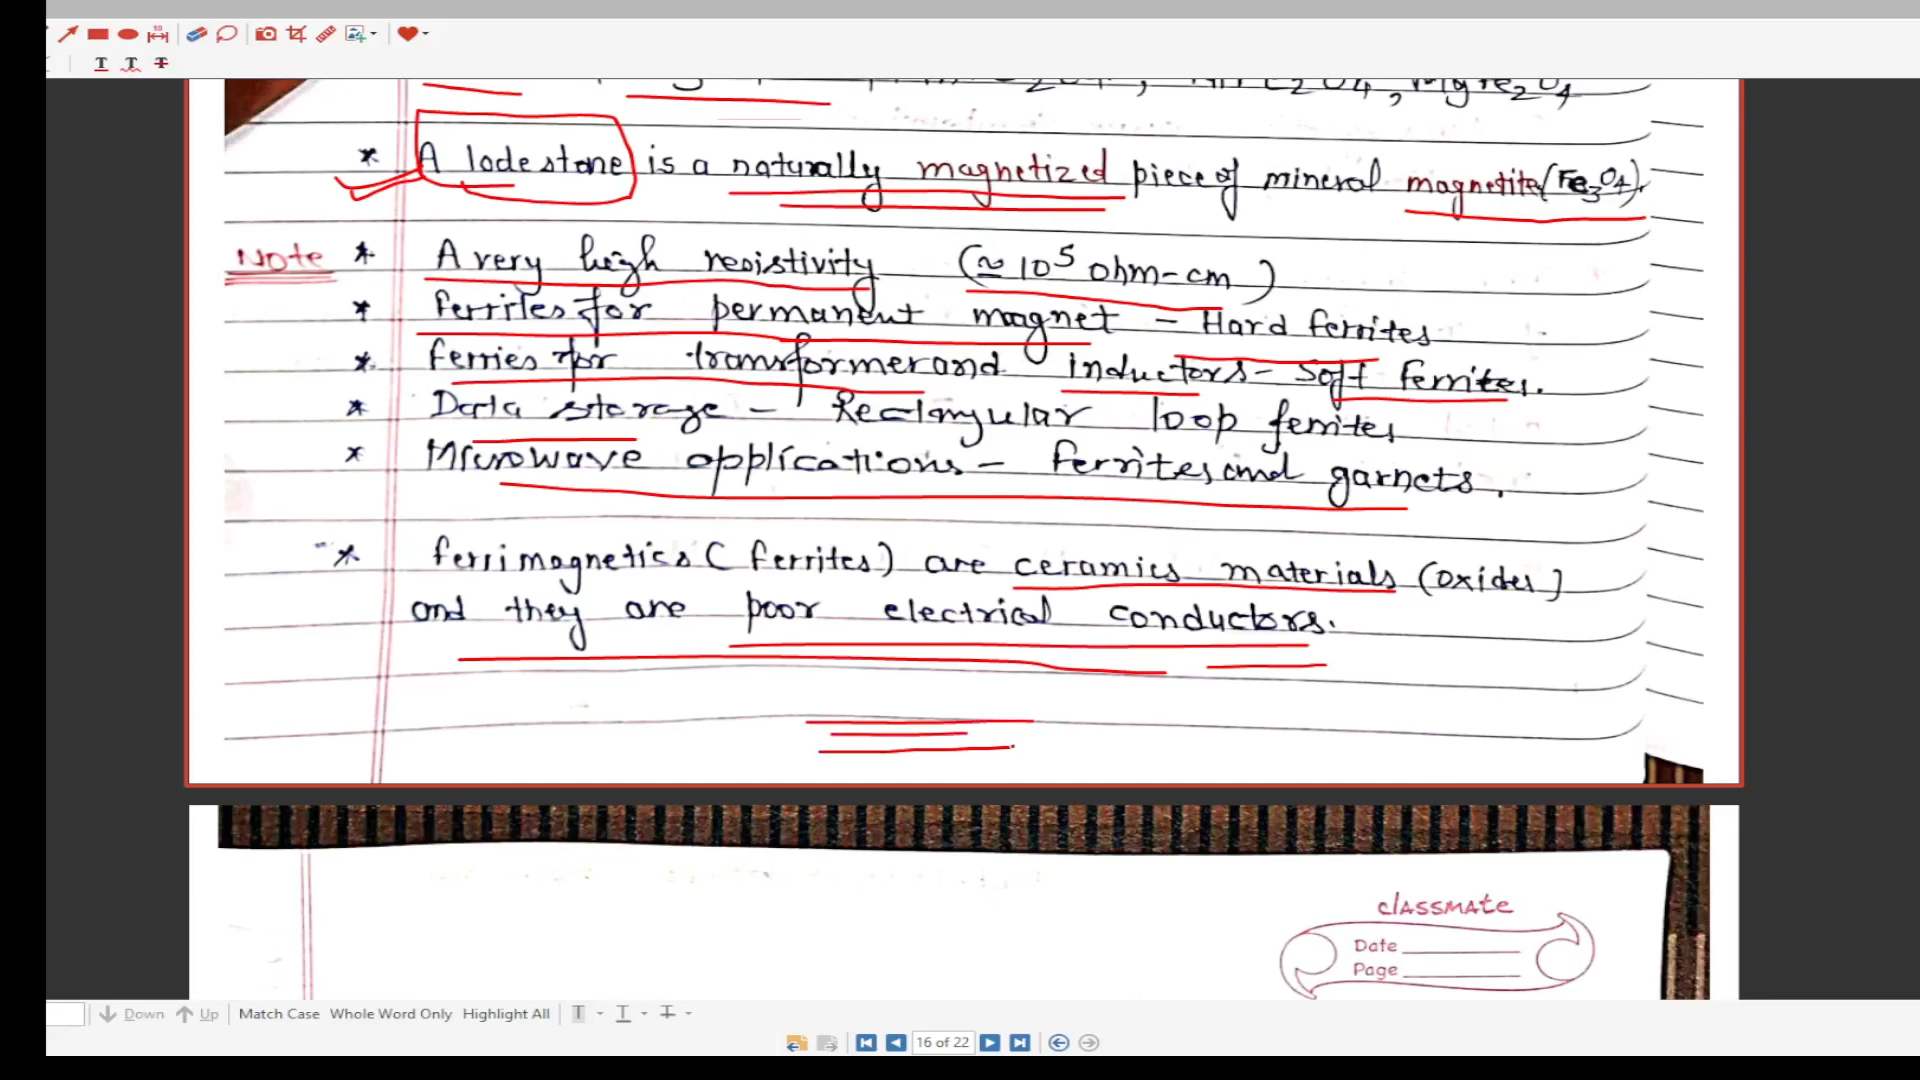 MgFe2O4
* A lodestone is a naturally magnetized piece of mineral magnetite (Fe3O4).
Note * A very high resistivity (≃ 10^5 ohm-cm)
* ferrites for permanent magnet - Hard ferrites
* ferries for transformer and inductors - soft ferrites.
* Data storage - Rectangular loop ferrites
* Microwave applications - ferrites and garnets.
* ferrimagnetics (ferrites) are ceramics materials (oxides)
and they are poor electrical conductors.
classmate
Date
Page
Down Up Match Case Whole Word Only Highlight All
16 of 22